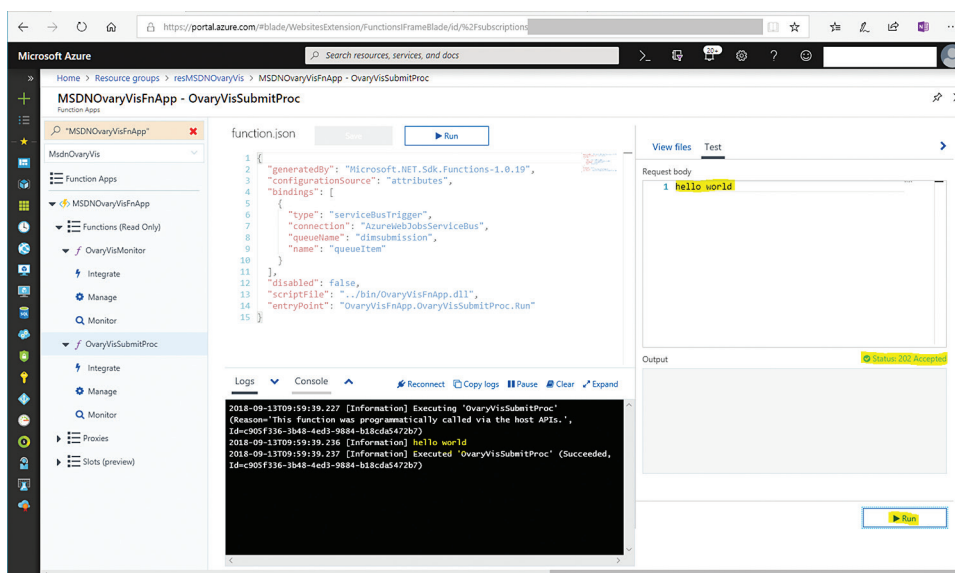 https://portal.azure.com/#blade/WebsitesExtension/FunctionsIFrameBlade/id/%2Fsubscriptions
Microsoft Azure
Search resources, services, and docs
>_
20+
?
Home > Resource groups > resMSDNOvaryVis > MSDNOvaryVisFnApp - OvaryVisSubmitProc
MSDNOvaryVisFnApp - OvaryVisSubmitProc
Function Apps
"MSDNOvaryVisFnApp"
MsdnOvaryVis
Function Apps
MSDNOvaryVisFnApp
Functions (Read Only)
OvaryVisMonitor
Integrate
Manage
Monitor
OvaryVisSubmitProc
Integrate
Manage
Monitor
Proxies
Slots (preview)
function.json
Save
Run
1 {
2 "generatedBy": "Microsoft.NET.Sdk.Functions-1.0.19",
3 "configurationSource": "attributes",
4 "bindings": [
5 {
6 "type": "serviceBusTrigger",
7 "connection": "AzureWebJobsServiceBus",
8 "queueName": "dimsubmission",
9 "name": "queueItem"
10 }
11 ],
12 "disabled": false,
13 "scriptFile": "../bin/OvaryVisFnApp.dll",
14 "entryPoint": "OvaryVisFnApp.OvaryVisSubmitProc.Run"
15 }
Logs Console Reconnect Copy logs Pause Clear Expand
2018-09-13T09:59:39.227 [Information] Executing 'OvaryVisSubmitProc'
(Reason='This function was programmatically called via the host APIs.',
Id=c905f336-3b48-4ed3-9884-b18cda5472b7)
2018-09-13T09:59:39.236 [Information] hello world
2018-09-13T09:59:39.237 [Information] Executed 'OvaryVisSubmitProc' (Succeeded,
Id=c905f336-3b48-4ed3-9884-b18cda5472b7)
View files Test
Request body
1 hello world
Output
Status: 202 Accepted
Run